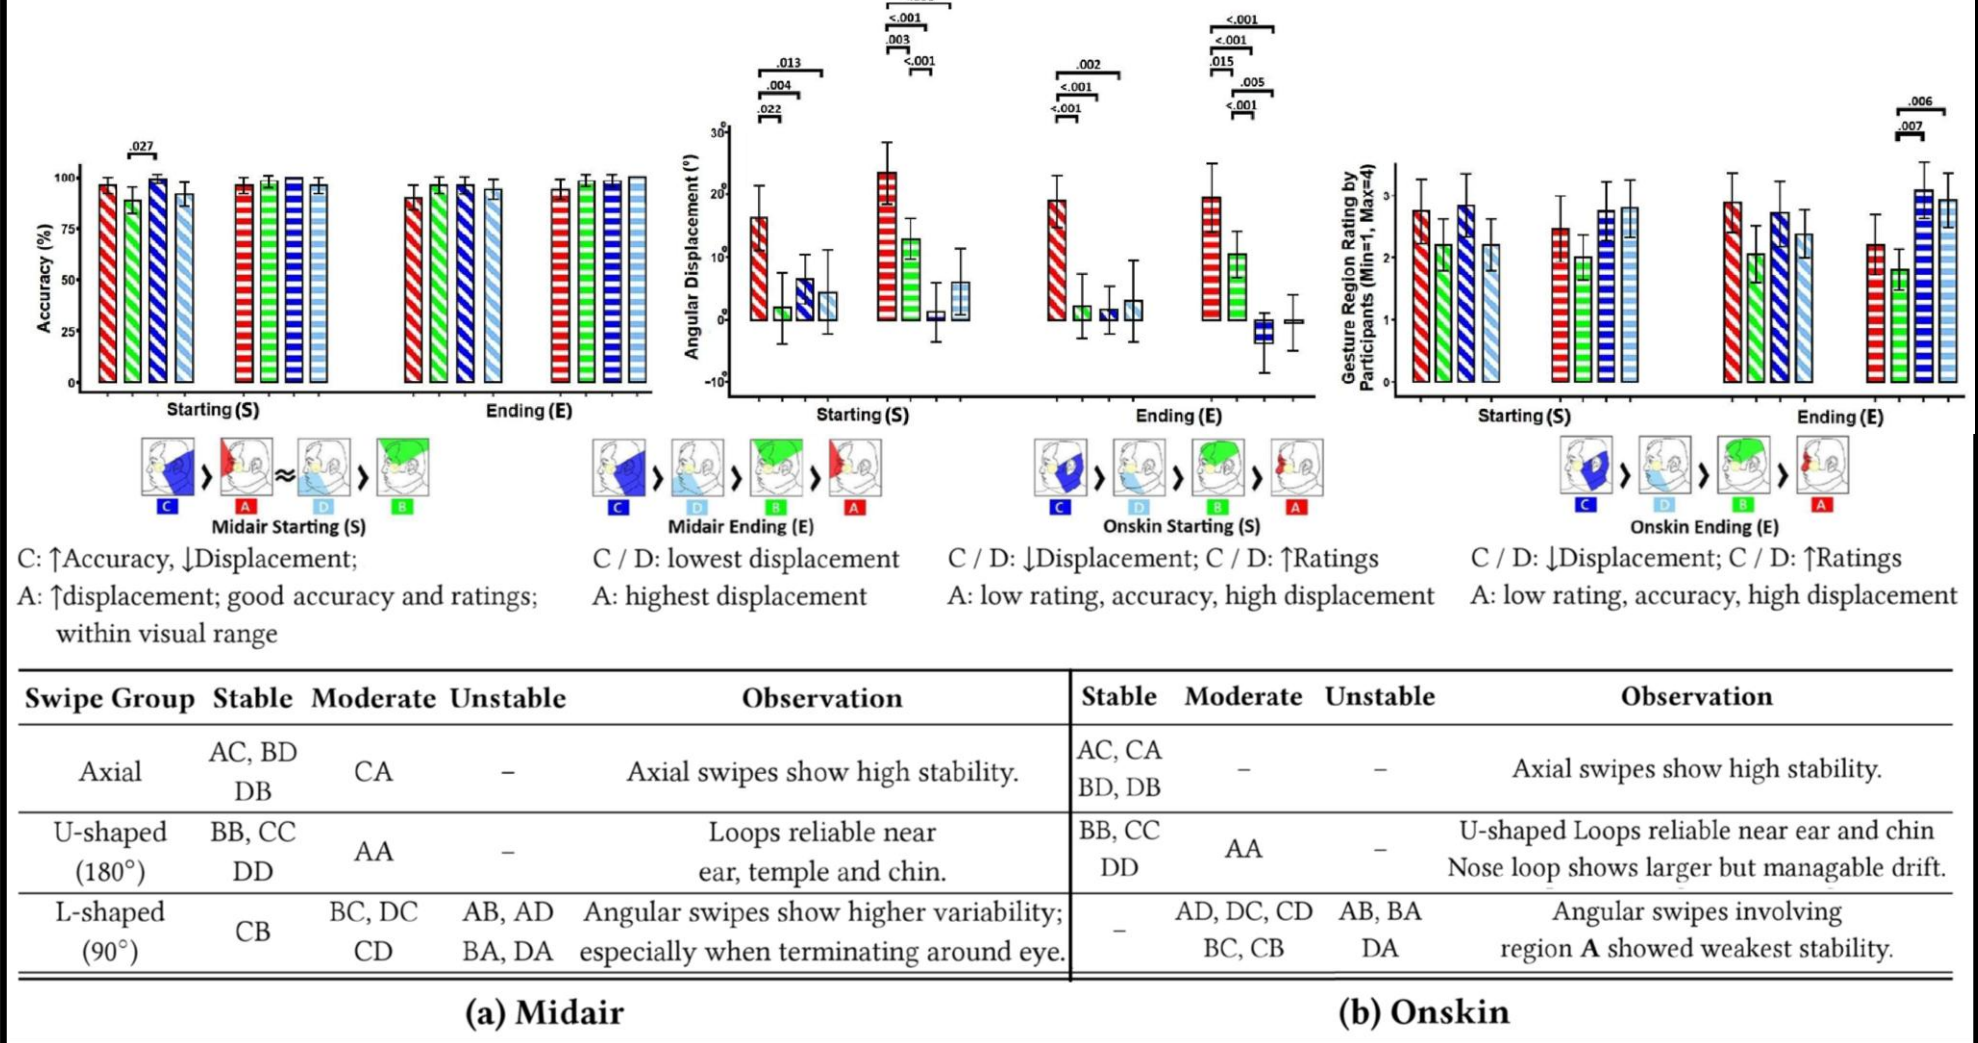 <.001
.003
<.001
.013
.004
.022
.002
<.001
<.001
<.001
<.001
.015
.005
<.001
.027
.006
.007
Accuracy (%)
100
75
50
25
0
Starting (S)
Ending (E)
Angular Displacement (°)
30°
20°
10°
0°
-10°
Starting (S)
Ending (E)
Gesture Region Rating by
Participants (Min=1, Max=4)
3
2
1
0
Starting (S)
Ending (E)
C > A ≈ D > B
Midair Starting (S)
C > D > B > A
Midair Ending (E)
C > D > B > A
Onskin Starting (S)
C > D > B > A
Onskin Ending (E)
C: ↑Accuracy, ↓Displacement;
A: ↑displacement; good accuracy and ratings;
within visual range
C / D: lowest displacement
A: highest displacement
C / D: ↓Displacement; C / D: ↑Ratings
A: low rating, accuracy, high displacement
C / D: ↓Displacement; C / D: ↑Ratings
A: low rating, accuracy, high displacement
Swipe Group Stable Moderate Unstable Observation Stable Moderate Unstable Observation
Axial
AC, BD
DB
CA
–
Axial swipes show high stability.
AC, CA
BD, DB
–
–
Axial swipes show high stability.
U-shaped
(180°)
BB, CC
DD
AA
–
Loops reliable near
ear, temple and chin.
BB, CC
DD
AA
–
U-shaped Loops reliable near ear and chin
Nose loop shows larger but managable drift.
L-shaped
(90°)
CB
BC, DC
CD
AB, AD
BA, DA
Angular swipes show higher variability;
especially when terminating around eye.
–
AD, DC, CD
BC, CB
AB, BA
DA
Angular swipes involving
region A showed weakest stability.
(a) Midair
(b) Onskin